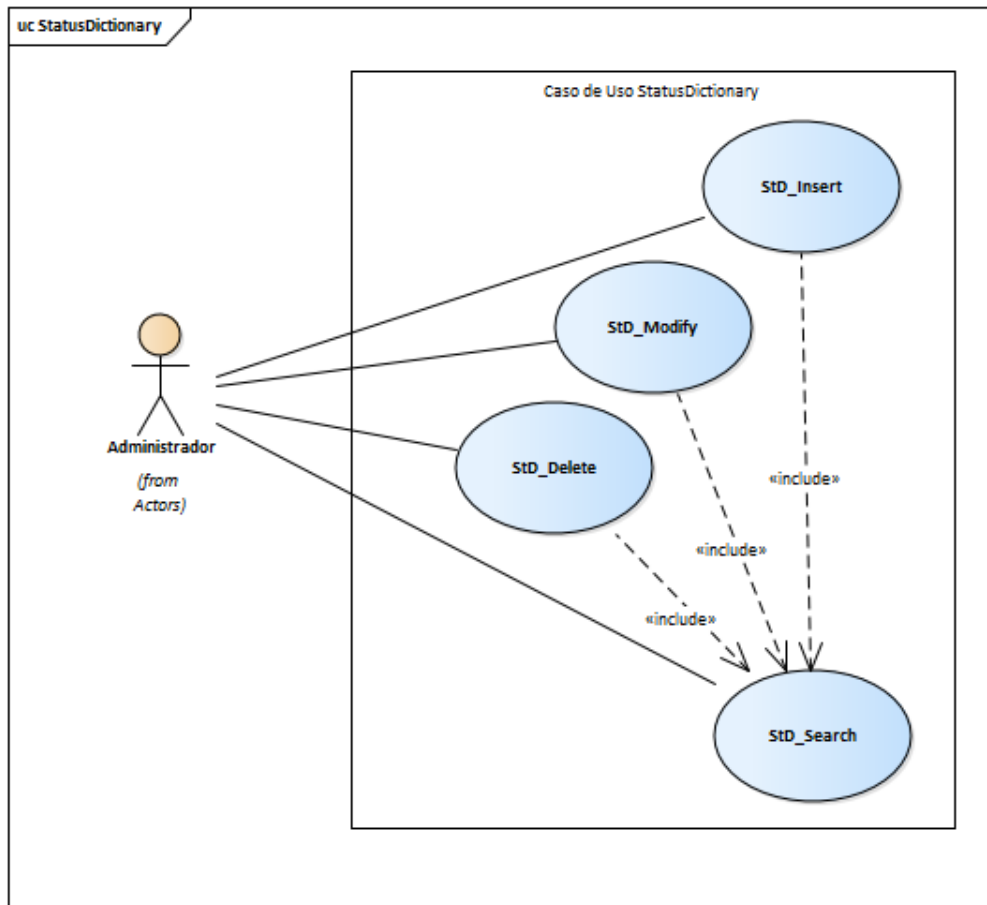 uc StatusDictionary
Caso de Uso StatusDictionary
StD_Insert
StD_Modify
StD_Delete
Administrador
(from
Actors)
«include»
«include»
«include»
StD_Search